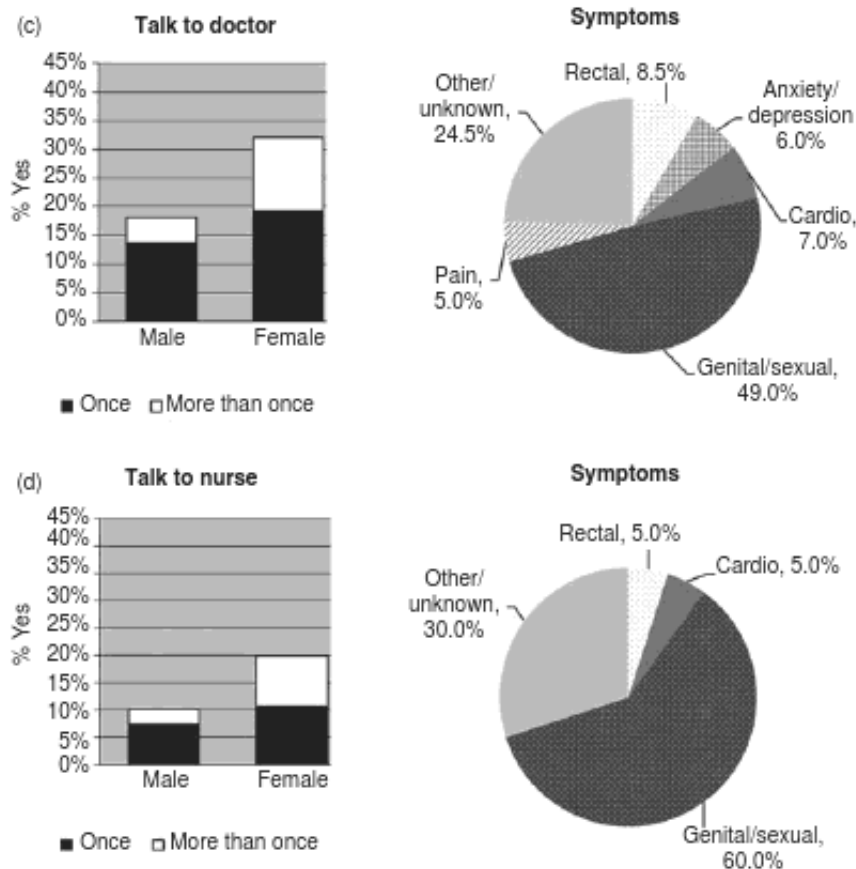 (c)
Talk to doctor
45%
40%
35%
30%
25%
20%
15%
10%
5%
0%
% Yes
Male Female
■ Once □ More than once
Symptoms
Rectal, 8.5%
Anxiety/
depression
6.0%
Cardio,
7.0%
Genital/sexual,
49.0%
Pain,
5.0%
Other/
unknown,
24.5%
(d)
Talk to nurse
45%
40%
35%
30%
25%
20%
15%
10%
5%
0%
% Yes
Male Female
■ Once □ More than once
Symptoms
Rectal, 5.0%
Cardio, 5.0%
Genital/sexual,
60.0%
Other/
unknown,
30.0%